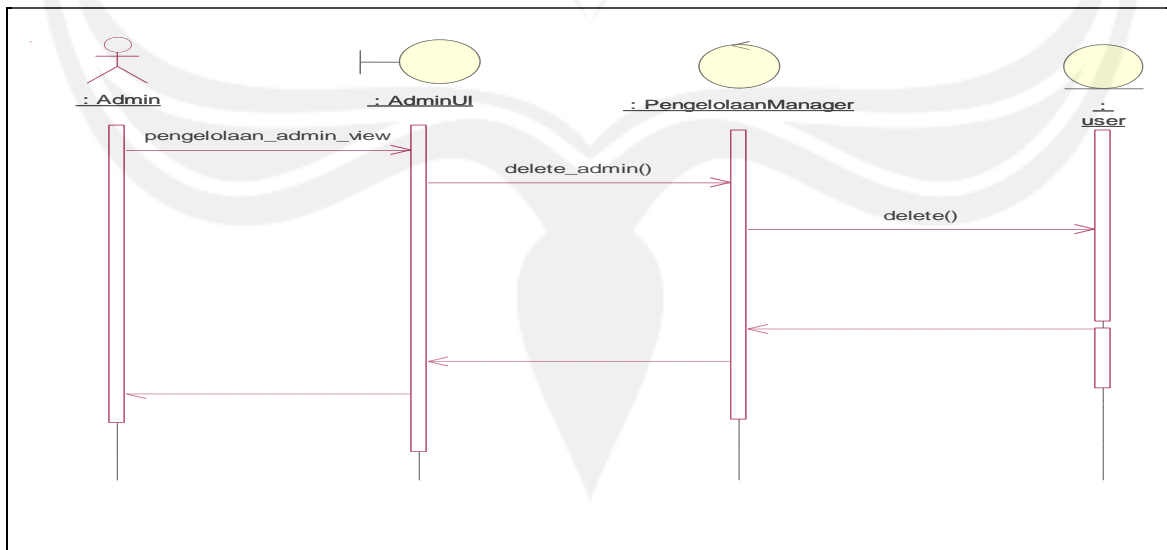 : Admin
: AdminUI
: PengelolaanManager
:
user
pengelolaan_admin_view
delete_admin()
delete()